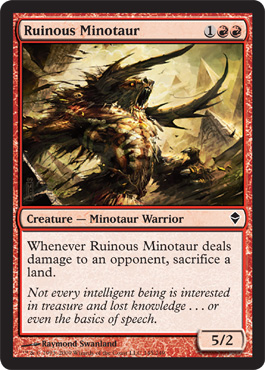 Ruinous Minotaur 1
Creature — Minotaur Warrior
Whenever Ruinous Minotaur deals
damage to an opponent, sacrifice a
land.
Not every intelligent being is interested
in treasure and lost knowledge . . . or
even the basics of speech.
5/2
Raymond Swanland